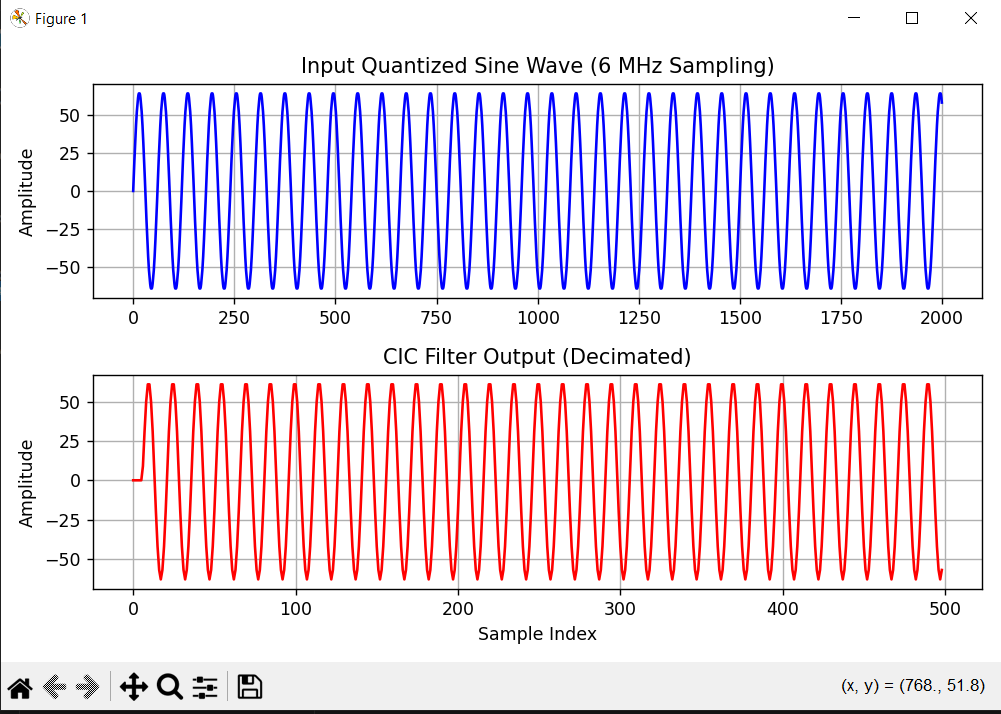 Figure 1
Input Quantized Sine Wave (6 MHz Sampling)
Amplitude
50
25
0
−25
−50
0 250 500 750 1000 1250 1500 1750 2000
CIC Filter Output (Decimated)
Amplitude
50
25
0
−25
−50
0 100 200 300 400 500
Sample Index
(x, y) = (768., 51.8)